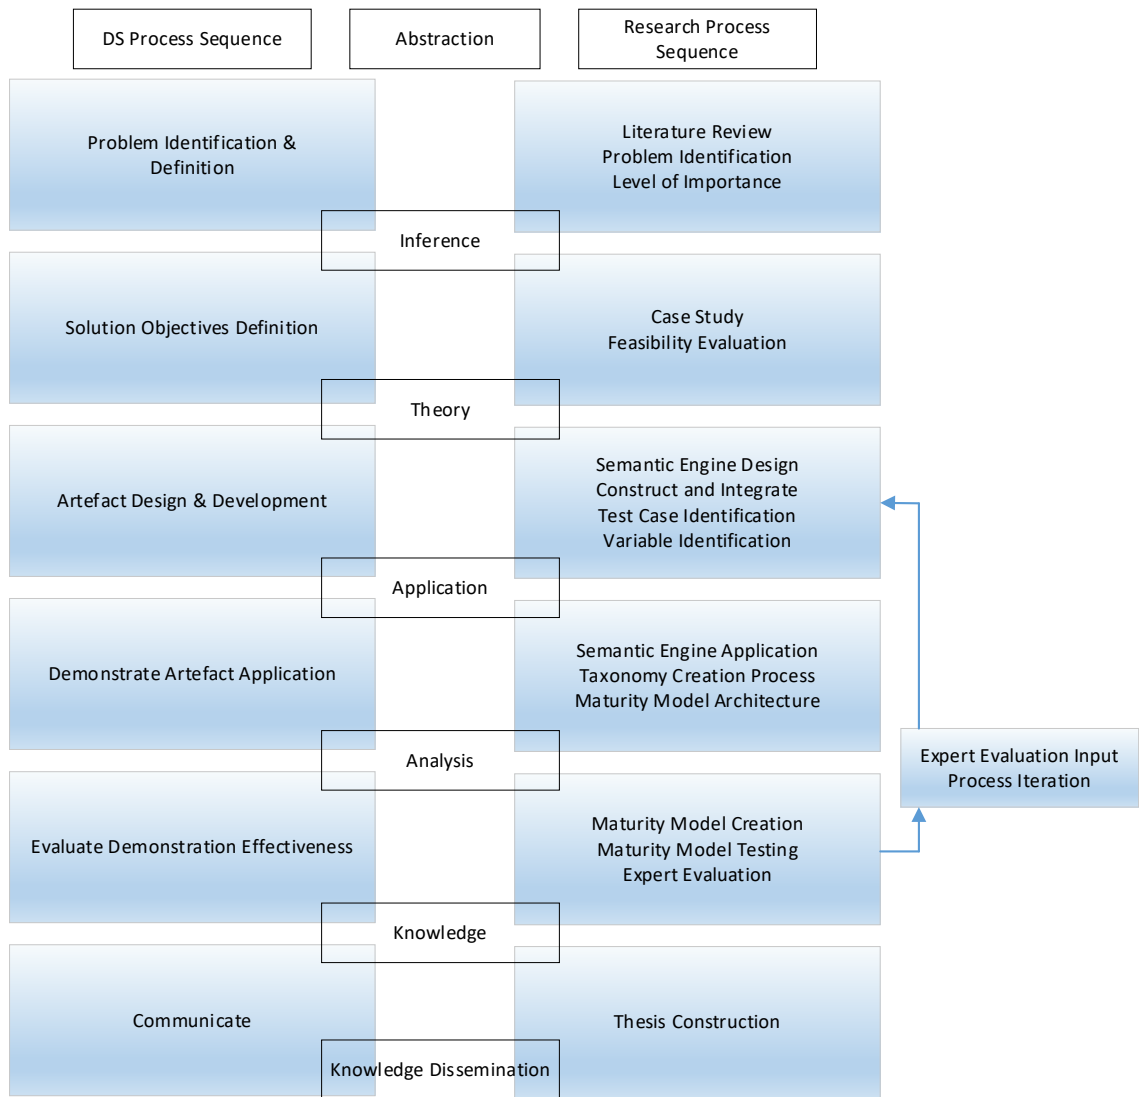 DS Process Sequence
Abstraction
Research Process
Sequence
Problem Identification &
Definition
Literature Review
Problem Identification
Level of Importance
Inference
Solution Objectives Definition
Case Study
Feasibility Evaluation
Theory
Artefact Design & Development
Semantic Engine Design
Construct and Integrate
Test Case Identification
Variable Identification
Application
Demonstrate Artefact Application
Semantic Engine Application
Taxonomy Creation Process
Maturity Model Architecture
Analysis
Expert Evaluation Input
Process Iteration
Evaluate Demonstration Effectiveness
Maturity Model Creation
Maturity Model Testing
Expert Evaluation
Knowledge
Communicate
Thesis Construction
Knowledge Dissemination